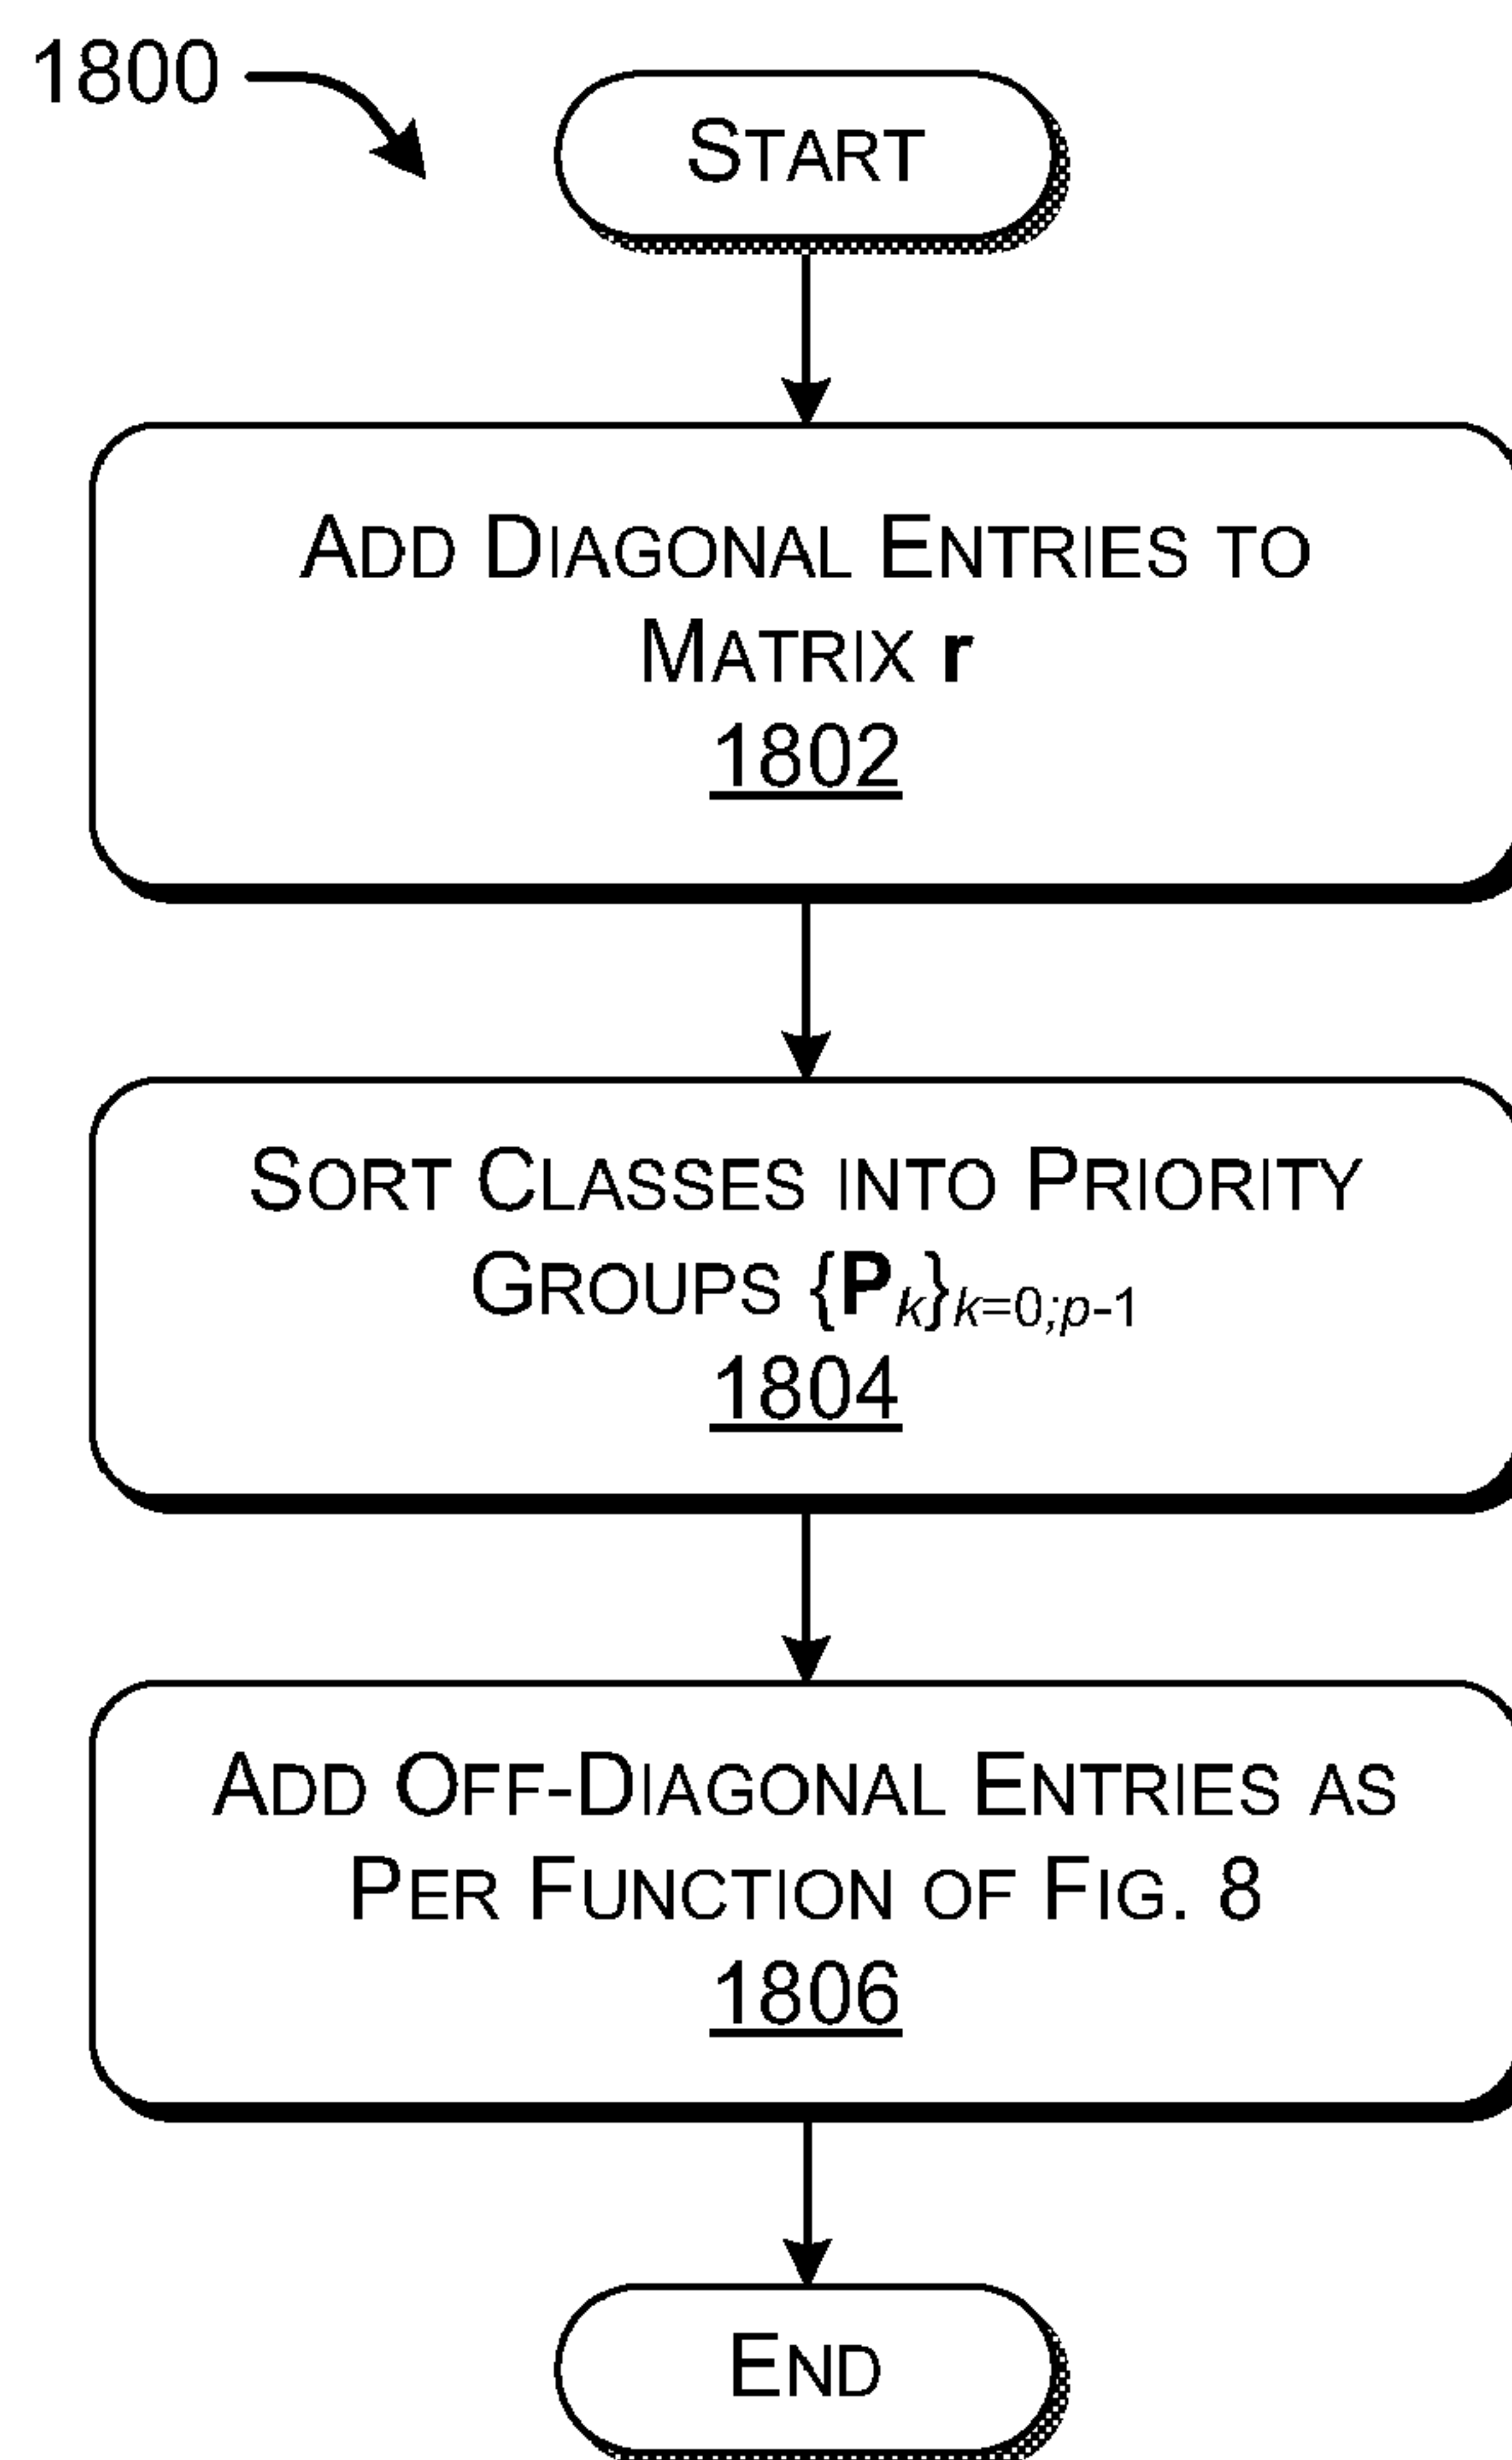 1800
START
ADD DIAGONAL ENTRIES TO
MATRIX r
1802
SORT CLASSES INTO PRIORITY
GROUPS {Pk}k=0;p-1
1804
ADD OFF-DIAGONAL ENTRIES AS
PER FUNCTION OF FIG. 8
1806
END